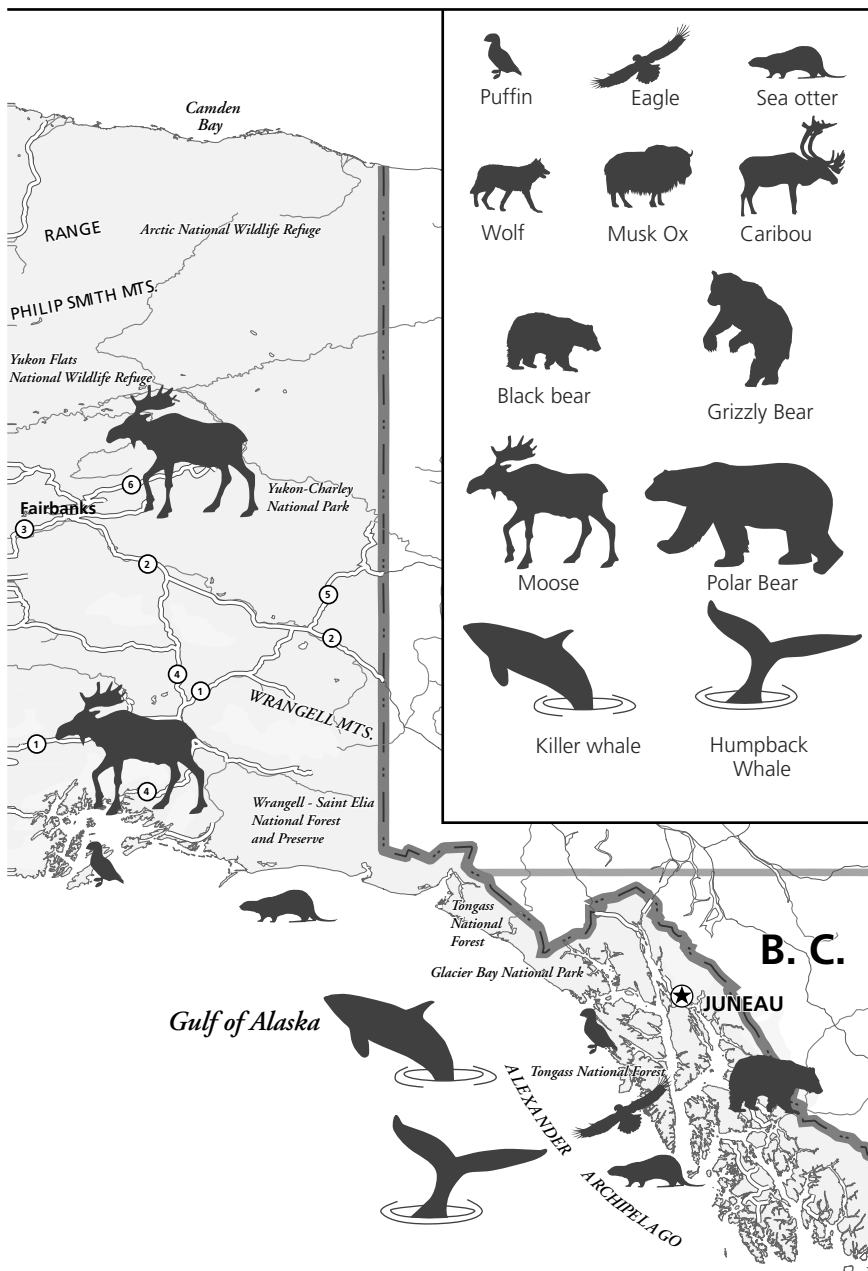 Camden
Bay
RANGE
Arctic National Wildlife Refuge
PHILIP SMITH MTS.
Yukon Flats
National Wildlife Refuge
6
Yukon-Charley
National Park
Fairbanks
3
2
5
2
4
1
WRANGELL MTS.
1
4
Wrangell - Saint Elia
National Forest
and Preserve
Tongass
National
Forest
Glacier Bay National Park
B. C.
JUNEAU
Gulf of Alaska
Tongass National Forest
ALEXANDER
ARCHIPELAGO
Puffin
Eagle
Sea otter
Wolf
Musk Ox
Caribou
Black bear
Grizzly Bear
Moose
Polar Bear
Killer whale
Humpback
Whale